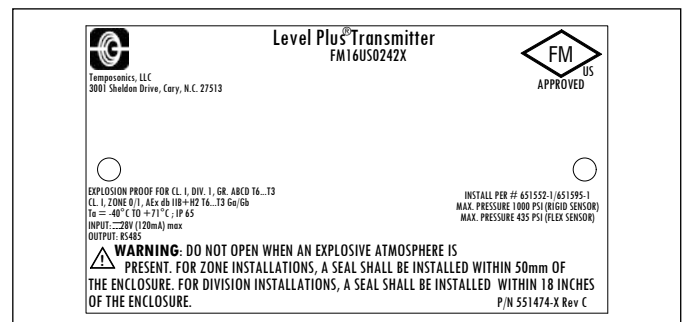 Level Plus® Transmitter
FM16US0242X
FM
US
APPROVED
Temposonics, LLC
3001 Sheldon Drive, Cary, N.C. 27513
EXPLOSION PROOF FOR CL. I, DIV. 1, GR. ABCD T6...T3
CL. I, ZONE 0/1, AEx db IIB+H2 T6...T3 Ga/Gb
Ta = -40°C TO +71°C ; IP 65
INPUT: ⎓28V (120mA) max
OUTPUT: RS485
INSTALL PER # 651552-1/651595-1
MAX. PRESSURE 1000 PSI (RIGID SENSOR)
MAX. PRESSURE 435 PSI (FLEX SENSOR)
WARNING: DO NOT OPEN WHEN AN EXPLOSIVE ATMOSPHERE IS
PRESENT. FOR ZONE INSTALLATIONS, A SEAL SHALL BE INSTALLED WITHIN 50mm OF
THE ENCLOSURE. FOR DIVISION INSTALLATIONS, A SEAL SHALL BE INSTALLED WITHIN 18 INCHES
OF THE ENCLOSURE.
P/N 551474-X Rev C